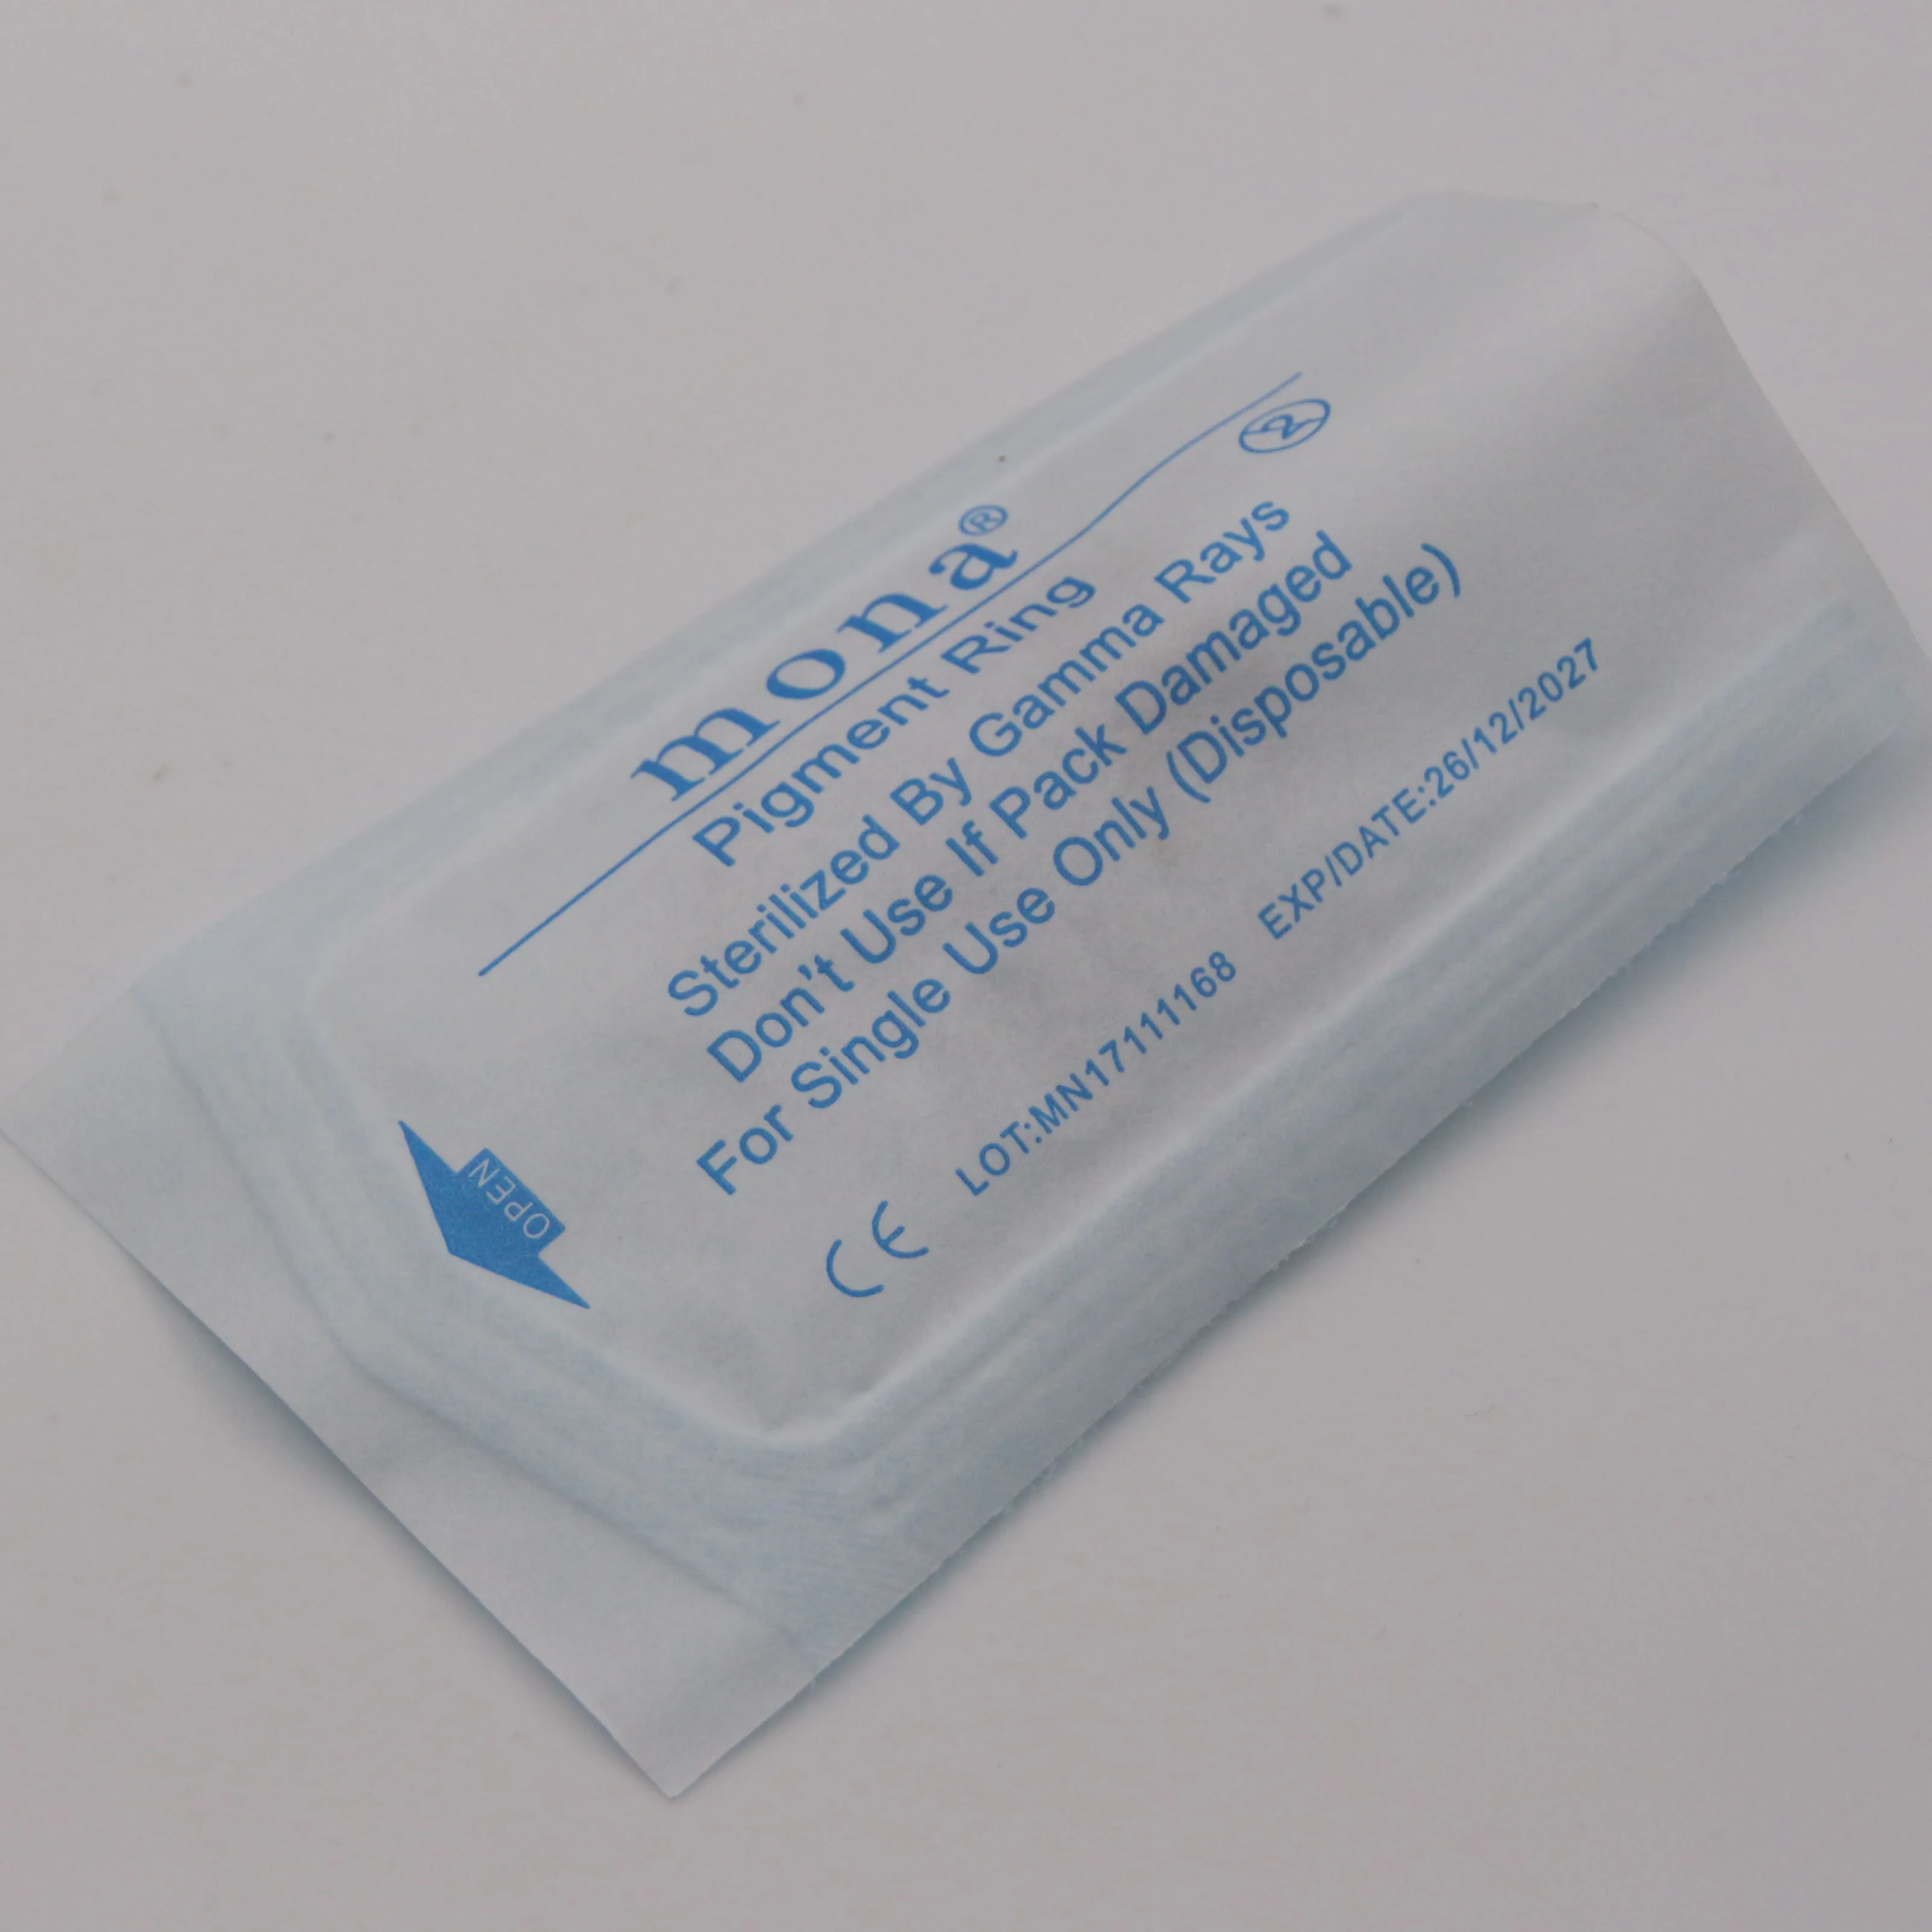 mona®
Pigment Ring
2
Sterilized By Gamma Rays
Don't Use If Pack Damaged
For Single Use Only (Disposable)
CE LOT:MN17111168 EXP/DATE:26/12/2027
OPEN